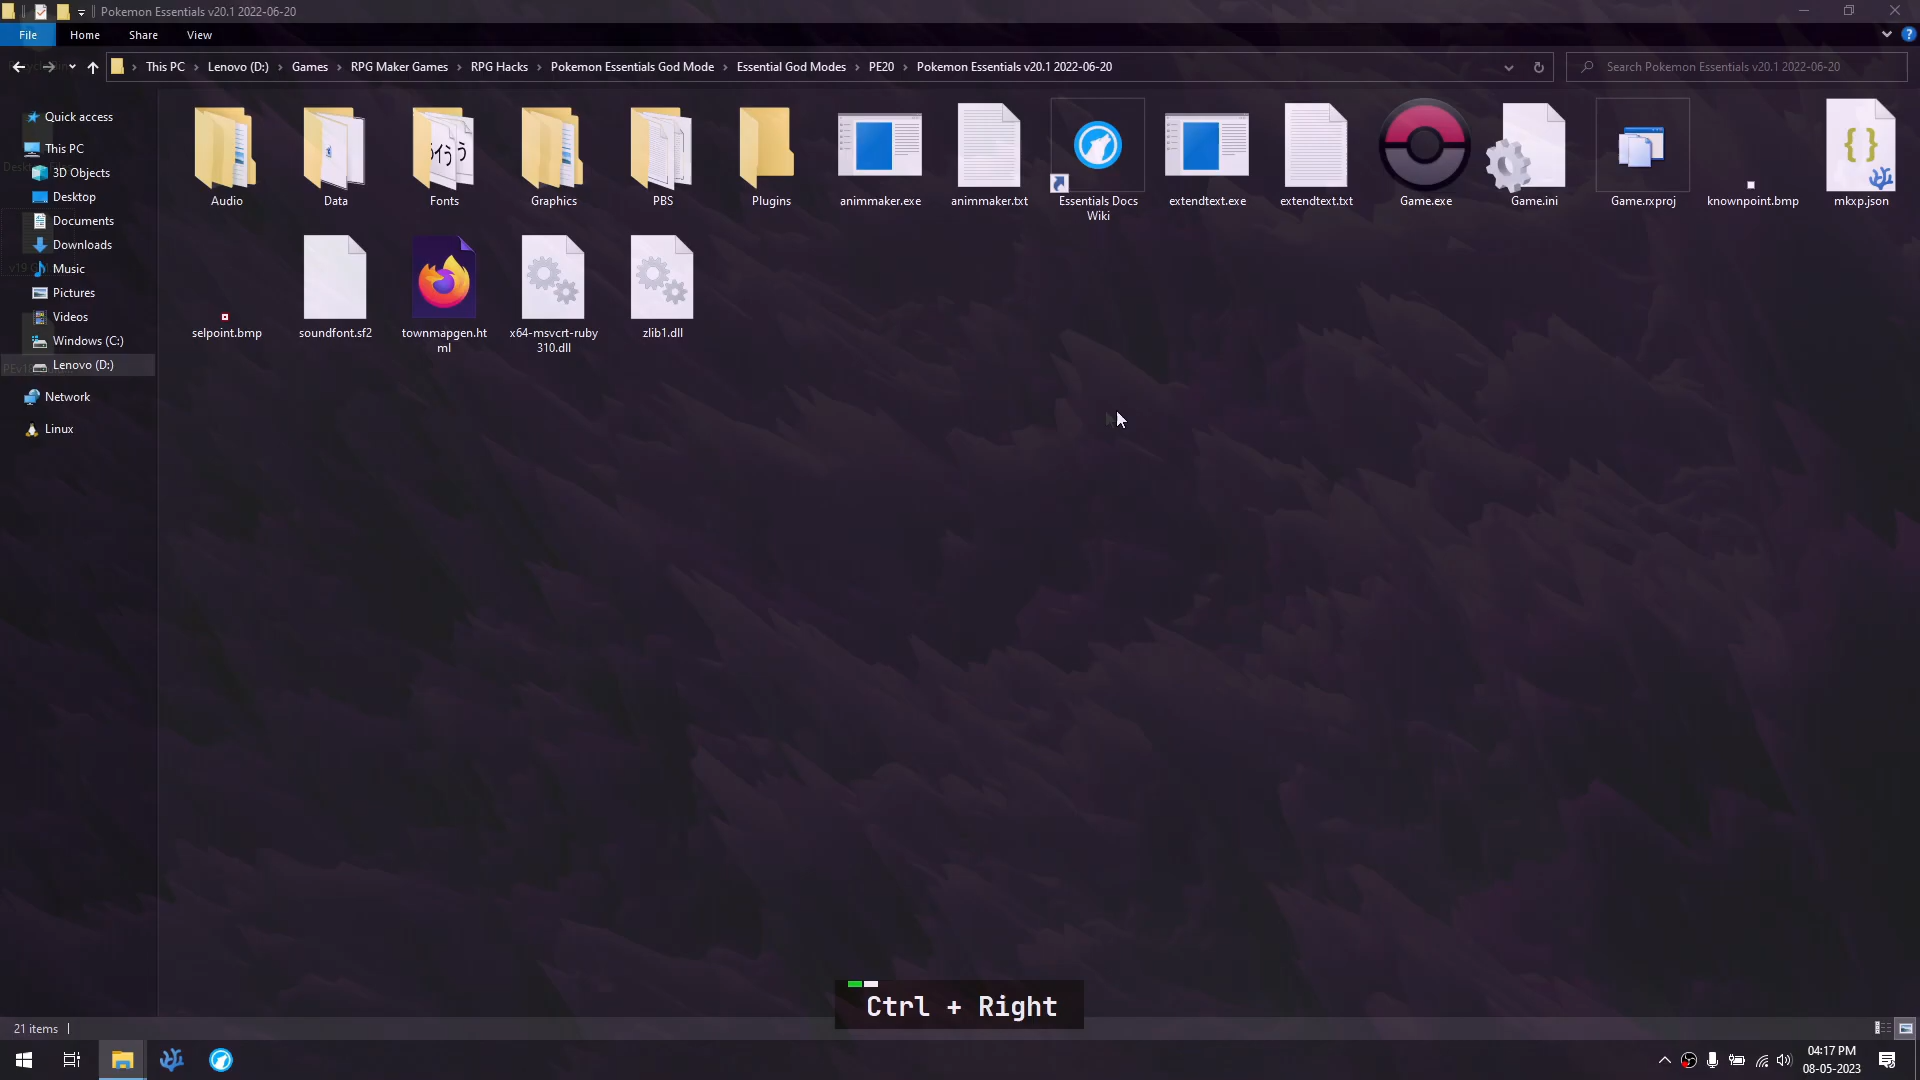 Pokemon Essentials v20.1 2022-06-20
File
Home
Share
View
This PC
Lenovo (D:)
Games
RPG Maker Games
RPG Hacks
Pokemon Essentials God Mode
Essential God Modes
PE20
Pokemon Essentials v20.1 2022-06-20
Search Pokemon Essentials v20.1 2022-06-20
Quick access
This PC
3D Objects
Desktop
Documents
Downloads
Music
Pictures
Videos
Windows (C:)
Lenovo (D:)
Network
Linux
Audio
Data
Fonts
Graphics
PBS
Plugins
animmaker.exe
animmaker.txt
Essentials Docs
Wiki
extendtext.exe
extendtext.txt
Game.exe
Game.ini
Game.rxproj
knownpoint.bmp
mkxp.json
selpoint.bmp
soundfont.sf2
townmapgen.ht
ml
x64-msvcrt-ruby
310.dll
zlib1.dll
Ctrl + Right
21 items
04:17 PM
08-05-2023